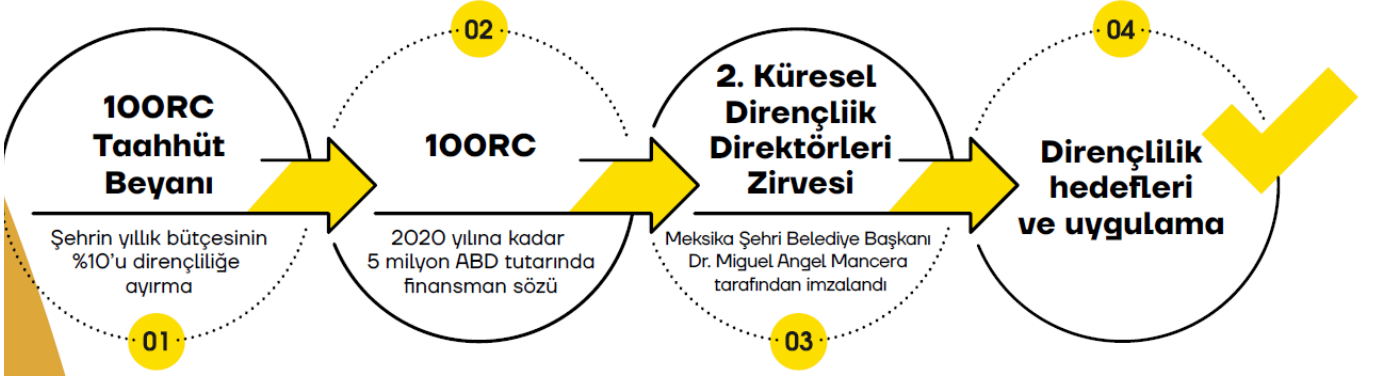 100RC
Taahhüt
Beyanı
Şehrin yıllık bütçesinin
%10'u dirençliliğe
ayırma
01
02
100RC
2020 yılına kadar
5 milyon ABD tutarında
finansman sözü
2. Küresel
Dirençliik
Direktörleri
Zirvesi
Meksika Şehri Belediye Başkanı
Dr. Miguel Angel Mancera
tarafından imzalandı
03
04
Dirençlilik
hedefleri
ve uygulama